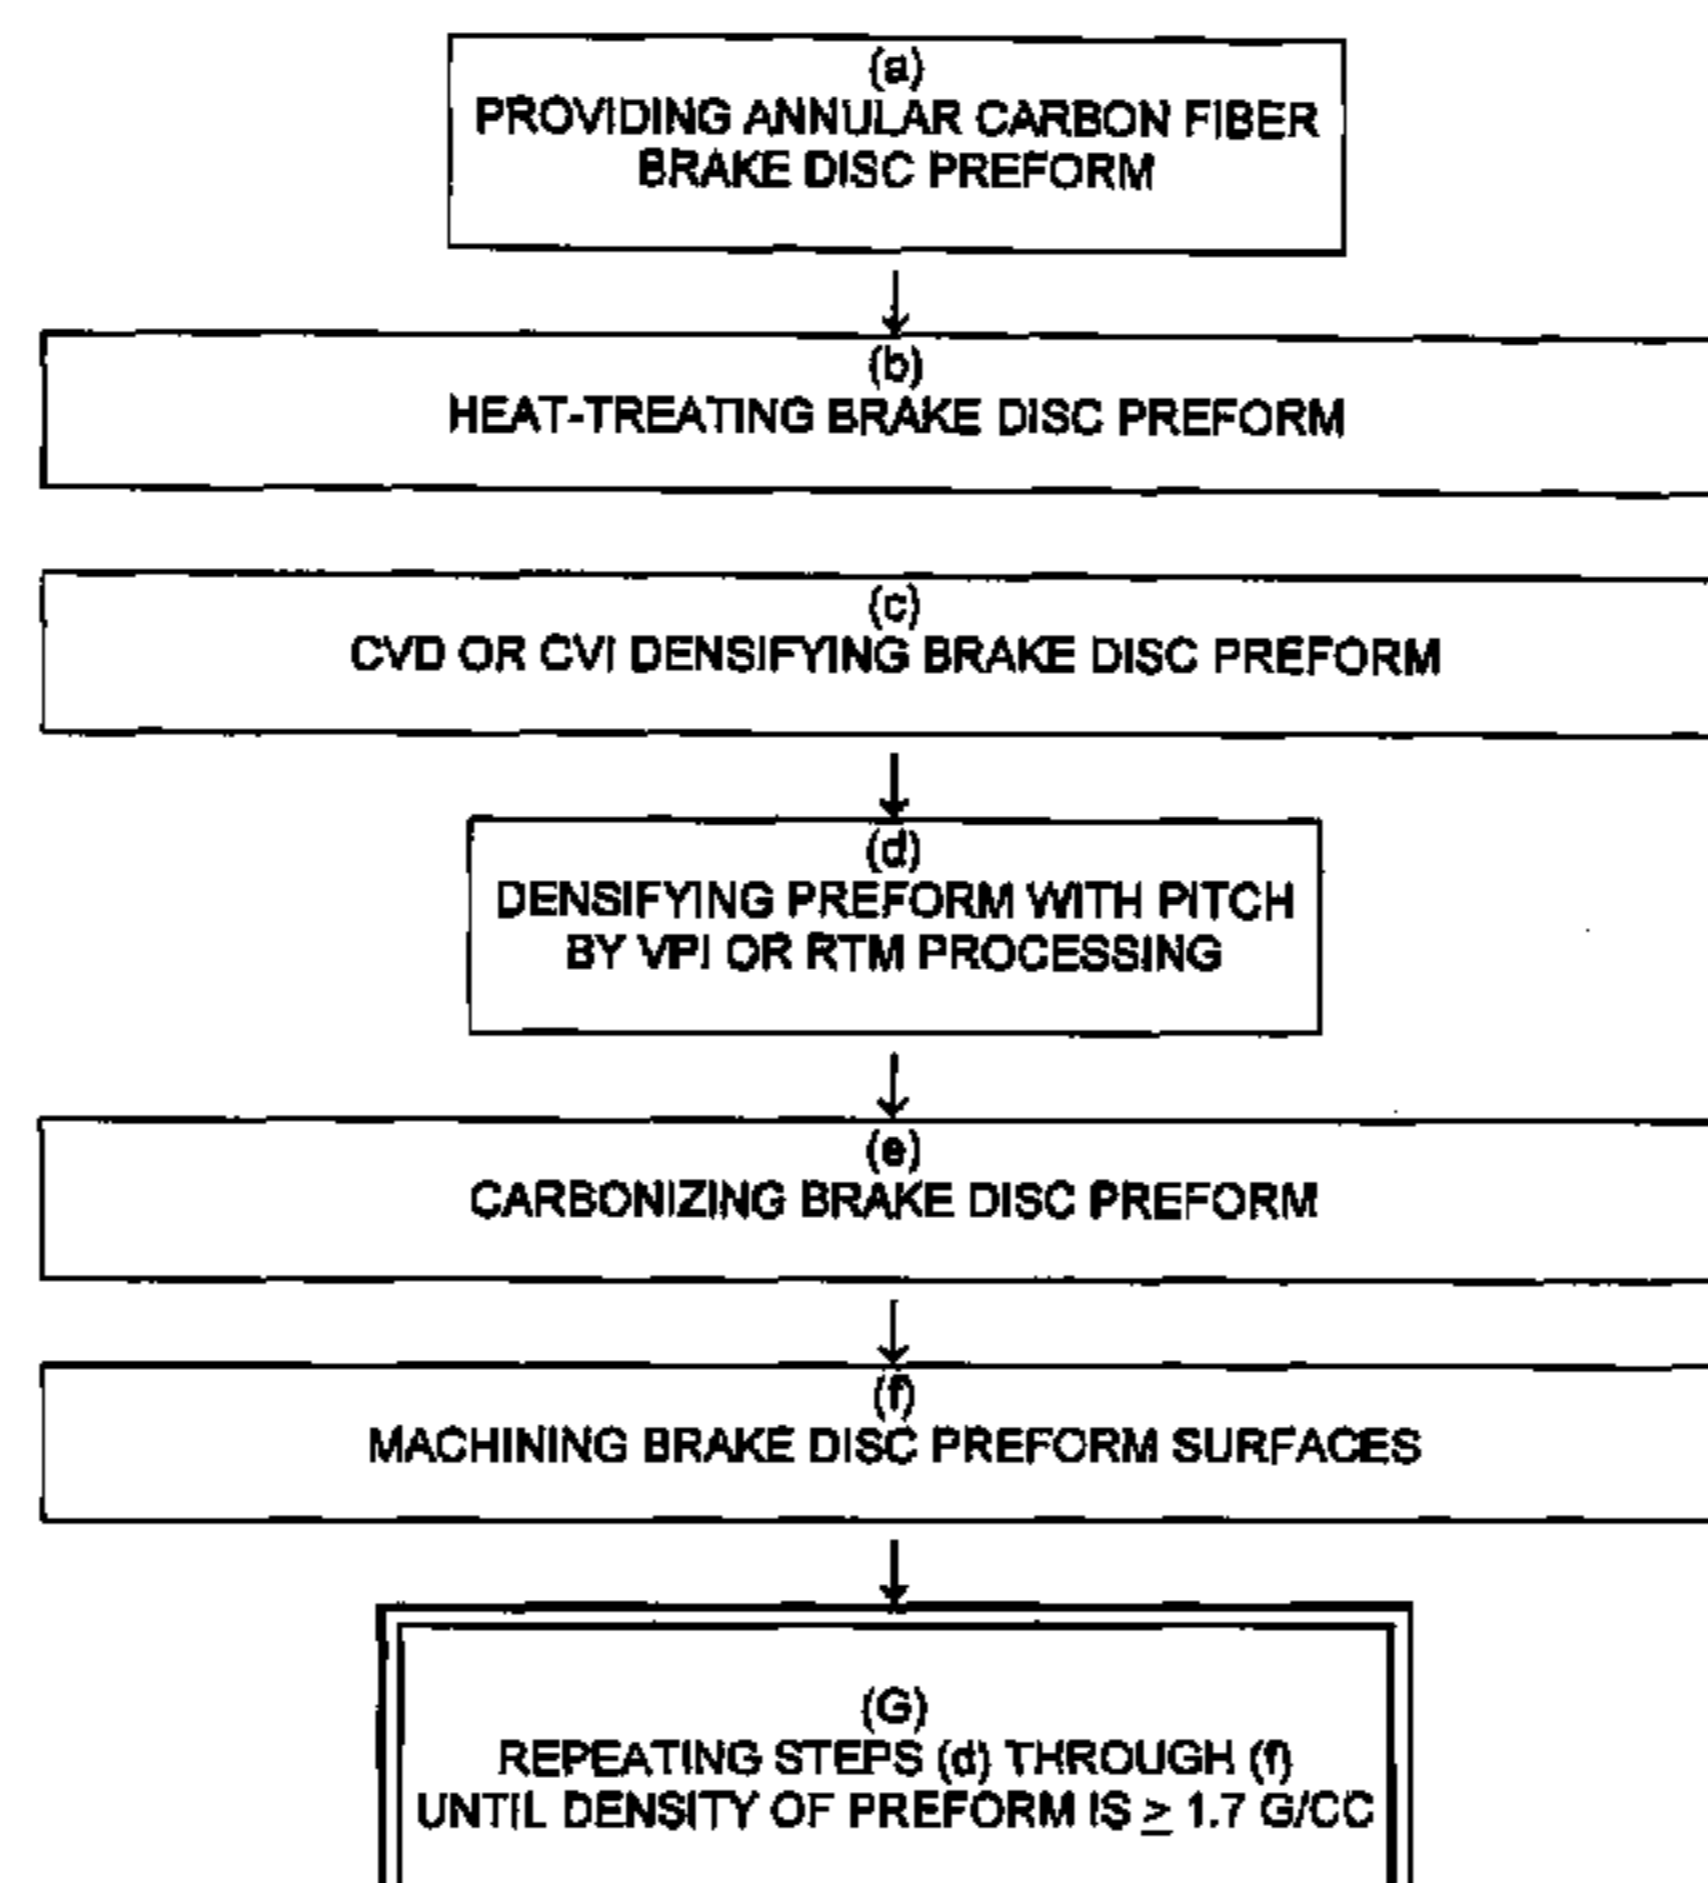 (a)
PROVIDING ANNULAR CARBON FIBER
BRAKE DISC PREFORM
(b)
HEAT-TREATING BRAKE DISC PREFORM
(c)
CVD OR CVI DENSIFYING BRAKE DISC PREFORM
(d)
DENSIFYING PREFORM WITH PITCH
BY VPI OR RTM PROCESSING
(e)
CARBONIZING BRAKE DISC PREFORM
(f)
MACHINING BRAKE DISC PREFORM SURFACES
(G)
REPEATING STEPS (d) THROUGH (f)
UNTIL DENSITY OF PREFORM IS ≥ 1.7 G/CC